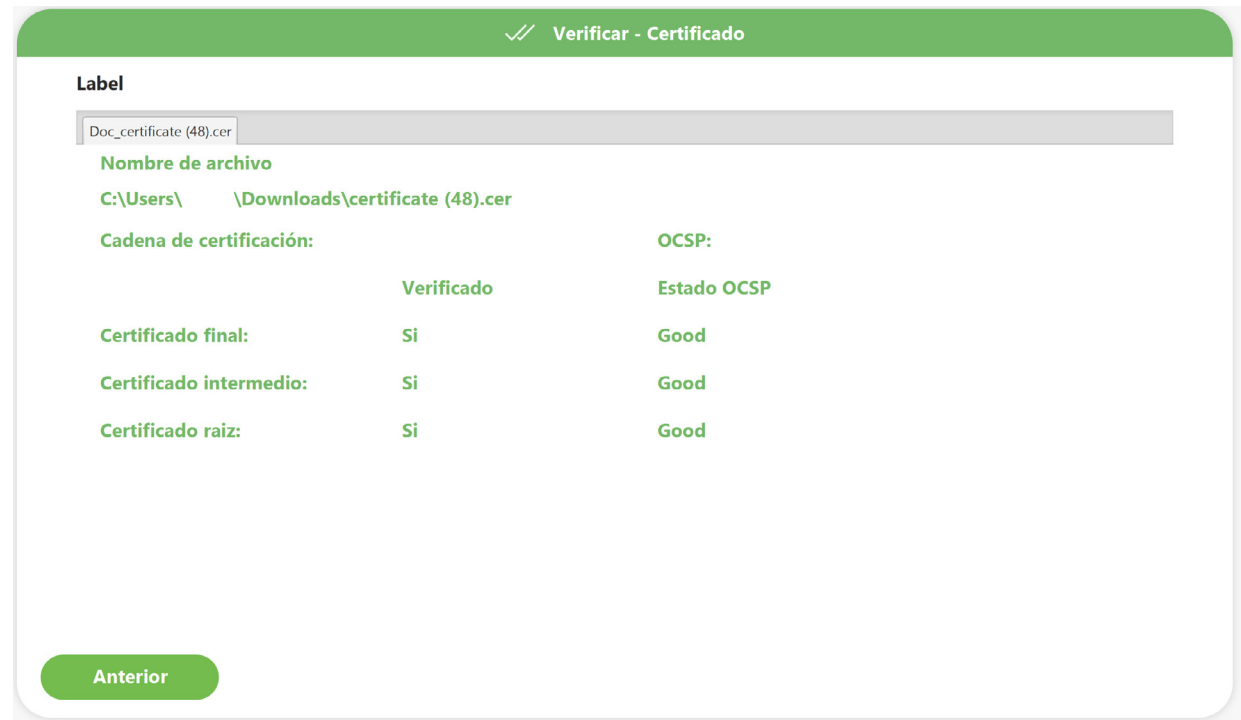 Verificar - Certificado
Label
Doc_certificate (48).cer
Nombre de archivo
C:\Users\ \Downloads\certificate (48).cer
Cadena de certificación: OCSP:
Verificado Estado OCSP
Certificado final: Si Good
Certificado intermedio: Si Good
Certificado raiz: Si Good
Anterior